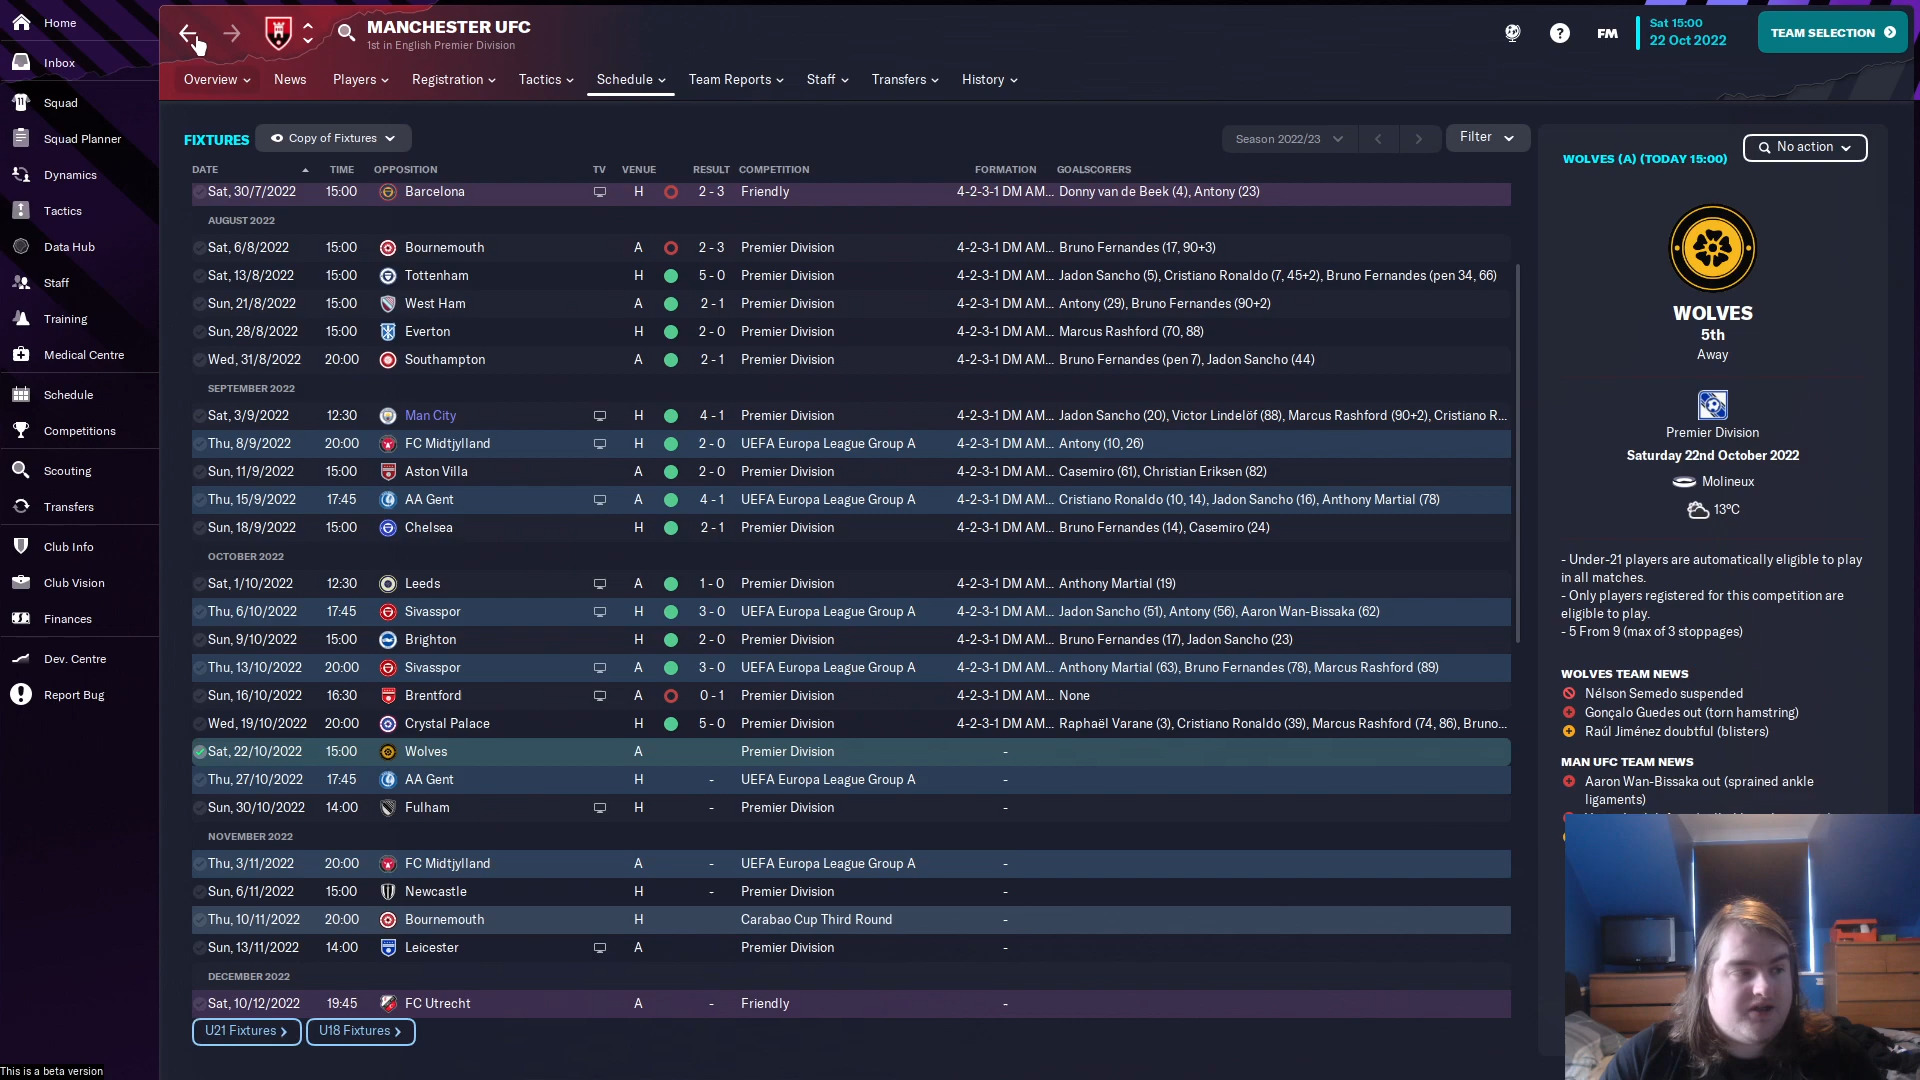 Home
Inbox
Squad
Squad Planner
Dynamics
Tactics
Data Hub
Staff
Training
Medical Centre
Schedule
Competitions
Scouting
Transfers
Club Info
Club Vision
Finances
Dev. Centre
Report Bug
This is a beta version
MANCHESTER UFC
1st in English Premier Division
FM
Sat 15:00
22 Oct 2022
TEAM SELECTION
Overview News Players Registration Tactics Schedule Team Reports Staff Transfers History
FIXTURES Copy of Fixtures Season 2022/23 Filter
DATE TIME OPPOSITION TV VENUE RESULT COMPETITION FORMATION GOALSCORERS
Sat, 30/7/2022 15:00 Barcelona H 2 - 3 Friendly 4-2-3-1 DM AM... Donny van de Beek (4), Antony (23)
AUGUST 2022
Sat, 6/8/2022 15:00 Bournemouth A 2 - 3 Premier Division 4-2-3-1 DM AM... Bruno Fernandes (17, 90+3)
Sat, 13/8/2022 15:00 Tottenham H 5 - 0 Premier Division 4-2-3-1 DM AM... Jadon Sancho (5), Cristiano Ronaldo (7, 45+2), Bruno Fernandes (pen 34, 66)
Sun, 21/8/2022 15:00 West Ham A 2 - 1 Premier Division 4-2-3-1 DM AM... Antony (29), Bruno Fernandes (90+2)
Sun, 28/8/2022 15:00 Everton H 2 - 0 Premier Division 4-2-3-1 DM AM... Marcus Rashford (70, 88)
Wed, 31/8/2022 20:00 Southampton A 2 - 1 Premier Division 4-2-3-1 DM AM... Bruno Fernandes (pen 7), Jadon Sancho (44)
SEPTEMBER 2022
Sat, 3/9/2022 12:30 Man City H 4 - 1 Premier Division 4-2-3-1 DM AM... Jadon Sancho (20), Victor Lindelöf (88), Marcus Rashford (90+2), Cristiano R...
Thu, 8/9/2022 20:00 FC Midtjylland H 2 - 0 UEFA Europa League Group A 4-2-3-1 DM AM... Antony (10, 26)
Sun, 11/9/2022 15:00 Aston Villa A 2 - 0 Premier Division 4-2-3-1 DM AM... Casemiro (61), Christian Eriksen (82)
Thu, 15/9/2022 17:45 AA Gent A 4 - 1 UEFA Europa League Group A 4-2-3-1 DM AM... Cristiano Ronaldo (10, 14), Jadon Sancho (16), Anthony Martial (78)
Sun, 18/9/2022 15:00 Chelsea H 2 - 1 Premier Division 4-2-3-1 DM AM... Bruno Fernandes (14), Casemiro (24)
OCTOBER 2022
Sat, 1/10/2022 12:30 Leeds A 1 - 0 Premier Division 4-2-3-1 DM AM... Anthony Martial (19)
Thu, 6/10/2022 17:45 Sivasspor H 3 - 0 UEFA Europa League Group A 4-2-3-1 DM AM... Jadon Sancho (51), Antony (56), Aaron Wan-Bissaka (62)
Sun, 9/10/2022 15:00 Brighton H 2 - 0 Premier Division 4-2-3-1 DM AM... Bruno Fernandes (17), Jadon Sancho (23)
Thu, 13/10/2022 20:00 Sivasspor A 3 - 0 UEFA Europa League Group A 4-2-3-1 DM AM... Anthony Martial (63), Bruno Fernandes (78), Marcus Rashford (89)
Sun, 16/10/2022 16:30 Brentford A 0 - 1 Premier Division 4-2-3-1 DM AM... None
Wed, 19/10/2022 20:00 Crystal Palace H 5 - 0 Premier Division 4-2-3-1 DM AM... Raphaël Varane (3), Cristiano Ronaldo (39), Marcus Rashford (74, 86), Bruno...
Sat, 22/10/2022 15:00 Wolves A Premier Division -
Thu, 27/10/2022 17:45 AA Gent H - UEFA Europa League Group A -
Sun, 30/10/2022 14:00 Fulham H - Premier Division -
NOVEMBER 2022
Thu, 3/11/2022 20:00 FC Midtjylland A - UEFA Europa League Group A -
Sun, 6/11/2022 15:00 Newcastle H - Premier Division -
Thu, 10/11/2022 20:00 Bournemouth H Carabao Cup Third Round -
Sun, 13/11/2022 14:00 Leicester A Premier Division -
DECEMBER 2022
Sat, 10/12/2022 19:45 FC Utrecht A - Friendly -
U21 Fixtures U18 Fixtures
WOLVES (A) (TODAY 15:00) No action
WOLVES
5th
Away
Premier Division
Saturday 22nd October 2022
Molineux
13ºC
- Under-21 players are automatically eligible to play
in all matches.
- Only players registered for this competition are
eligible to play.
- 5 From 9 (max of 3 stoppages)
WOLVES TEAM NEWS
Nélson Semedo suspended
Gonçalo Guedes out (torn hamstring)
Raúl Jiménez doubtful (blisters)
MAN UFC TEAM NEWS
Aaron Wan-Bissaka out (sprained ankle
ligaments)